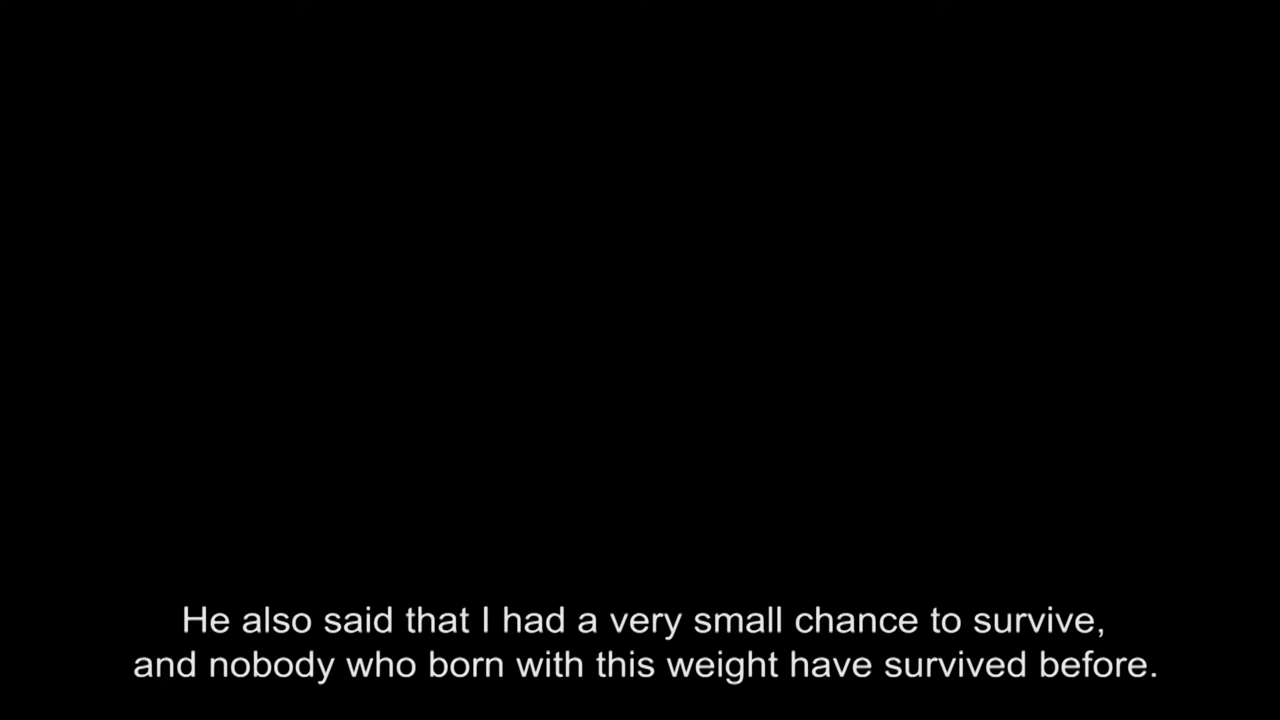 He also said that I had a very small chance to survive,
and nobody who born with this weight have survived before.